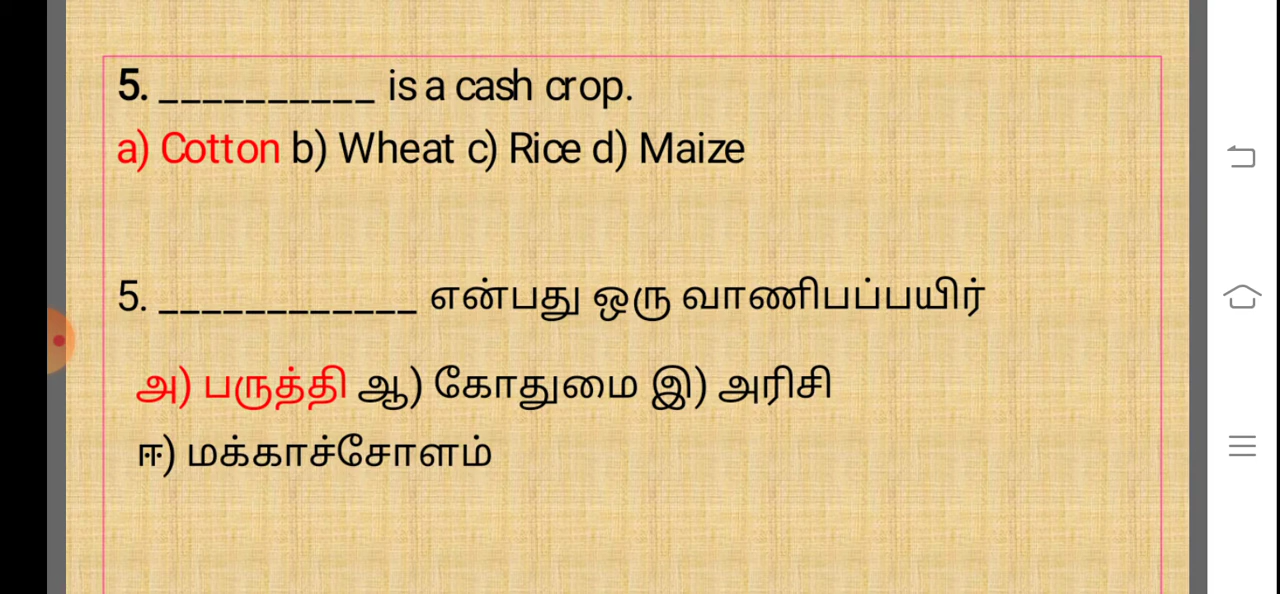 5. __________ is a cash crop.
a) Cotton b) Wheat c) Rice d) Maize
5. ____________ என்பது ஒரு வாணிபப்பயிர்
அ) பருத்தி ஆ) கோதுமை இ) அரிசி
ஈ) மக்காச்சோளம்